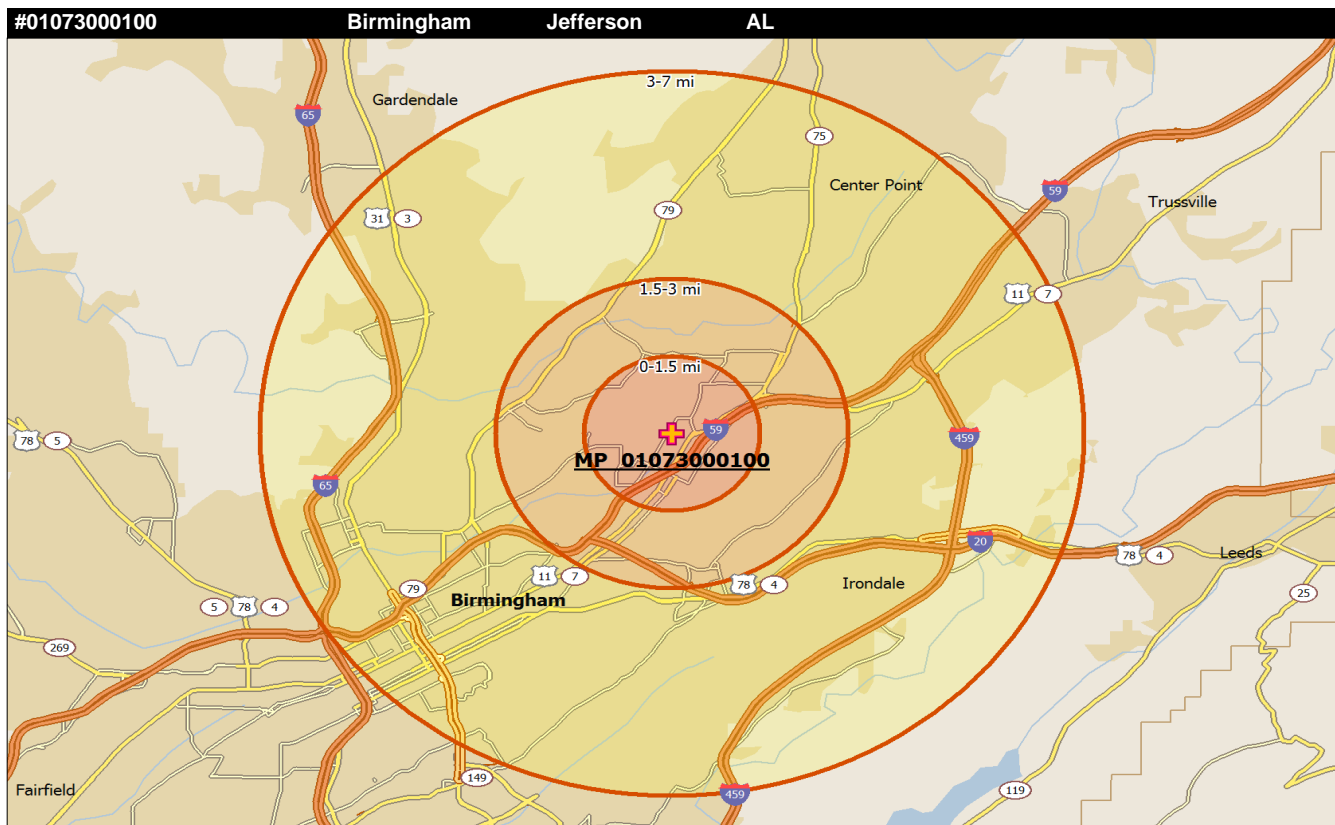 #01073000100 Birmingham Jefferson AL
3-7 mi
Gardendale
65
75
Center Point
59
Trussville
31 3
79
1.5-3 mi
11 7
0-1.5 mi
59
78 5
459
MP 01073000100
65
20
78 4
Leeds
11 7
78 4
Irondale
79
25
Birmingham
5 78 4
269
149
Fairfield
459
119